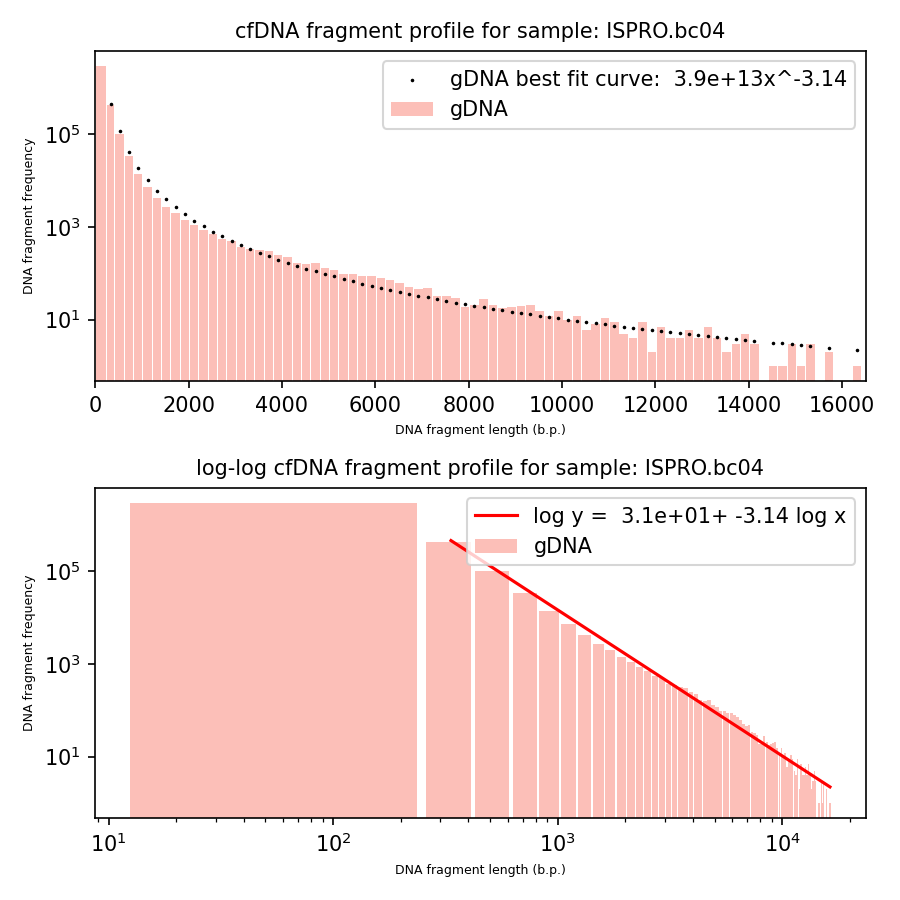 cfDNA fragment profile for sample: ISPRO.bc04
gDNA best fit curve:  3.9e+13x^-3.14
gDNA
DNA fragment frequency
10^5
10^3
10^1
0 2000 4000 6000 8000 10000 12000 14000 16000
DNA fragment length (b.p.)
log-log cfDNA fragment profile for sample: ISPRO.bc04
log y =  3.1e+01+ -3.14 log x
gDNA
DNA fragment frequency
10^5
10^3
10^1
10^1 10^2 10^3 10^4
DNA fragment length (b.p.)